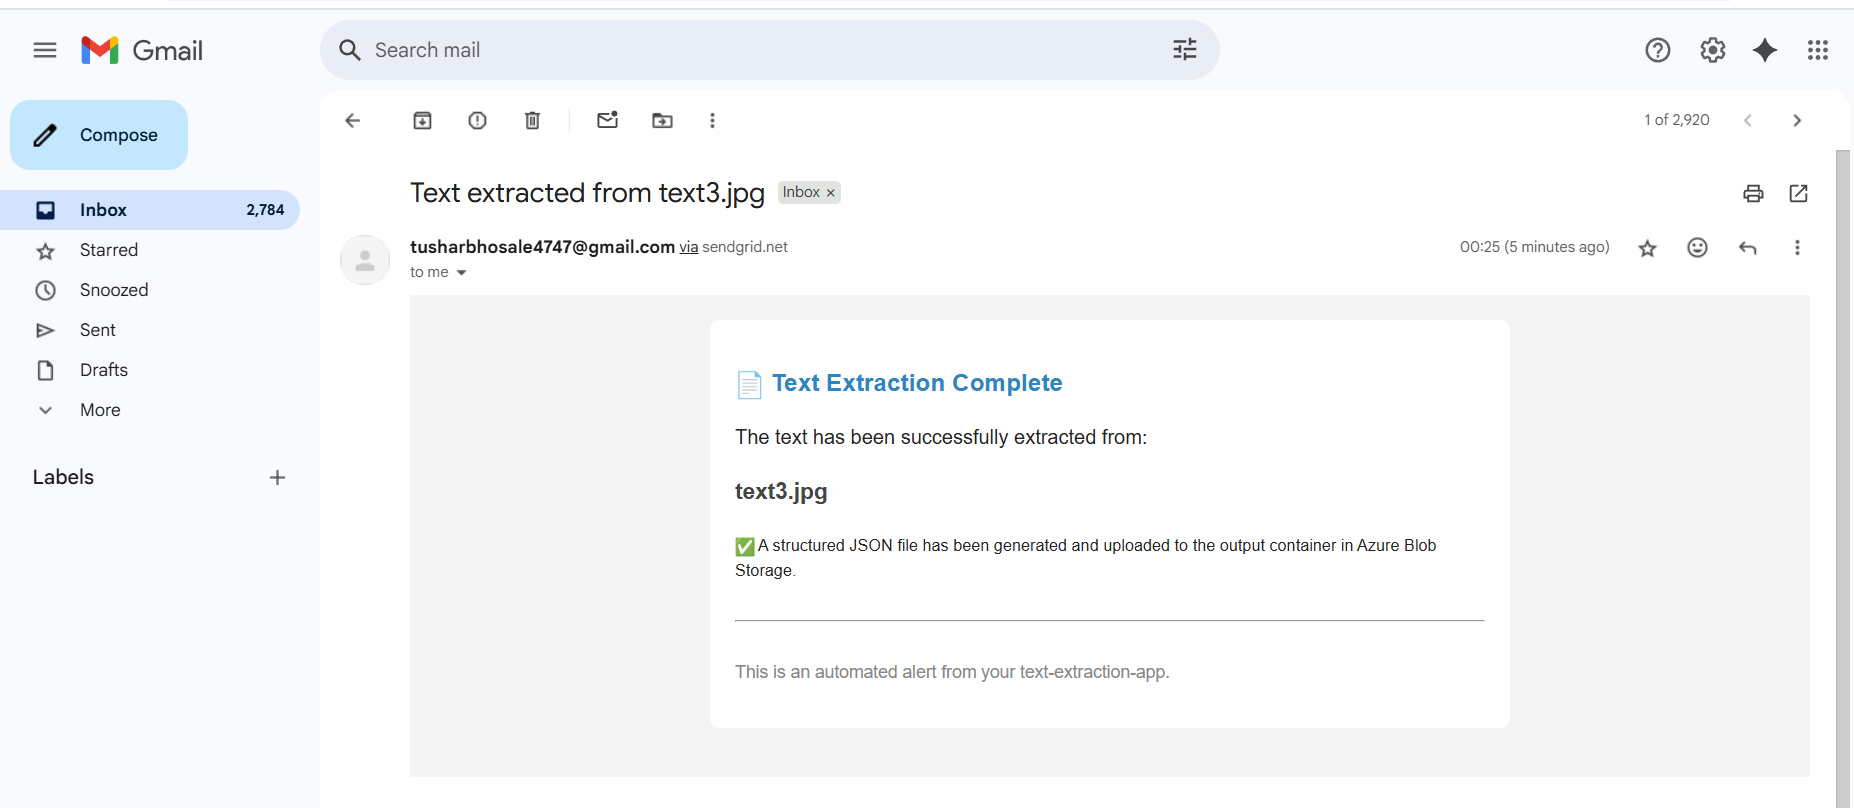 Gmail
Search mail
Compose
1 of 2,920
Inbox 2,784
Starred
Snoozed
Sent
Drafts
More
Labels
Text extracted from text3.jpg Inbox ×
tusharbhosale4747@gmail.com via sendgrid.net 00:25 (5 minutes ago)
to me
Text Extraction Complete
The text has been successfully extracted from:
text3.jpg
✅ A structured JSON file has been generated and uploaded to the output container in Azure Blob
Storage.
This is an automated alert from your text-extraction-app.